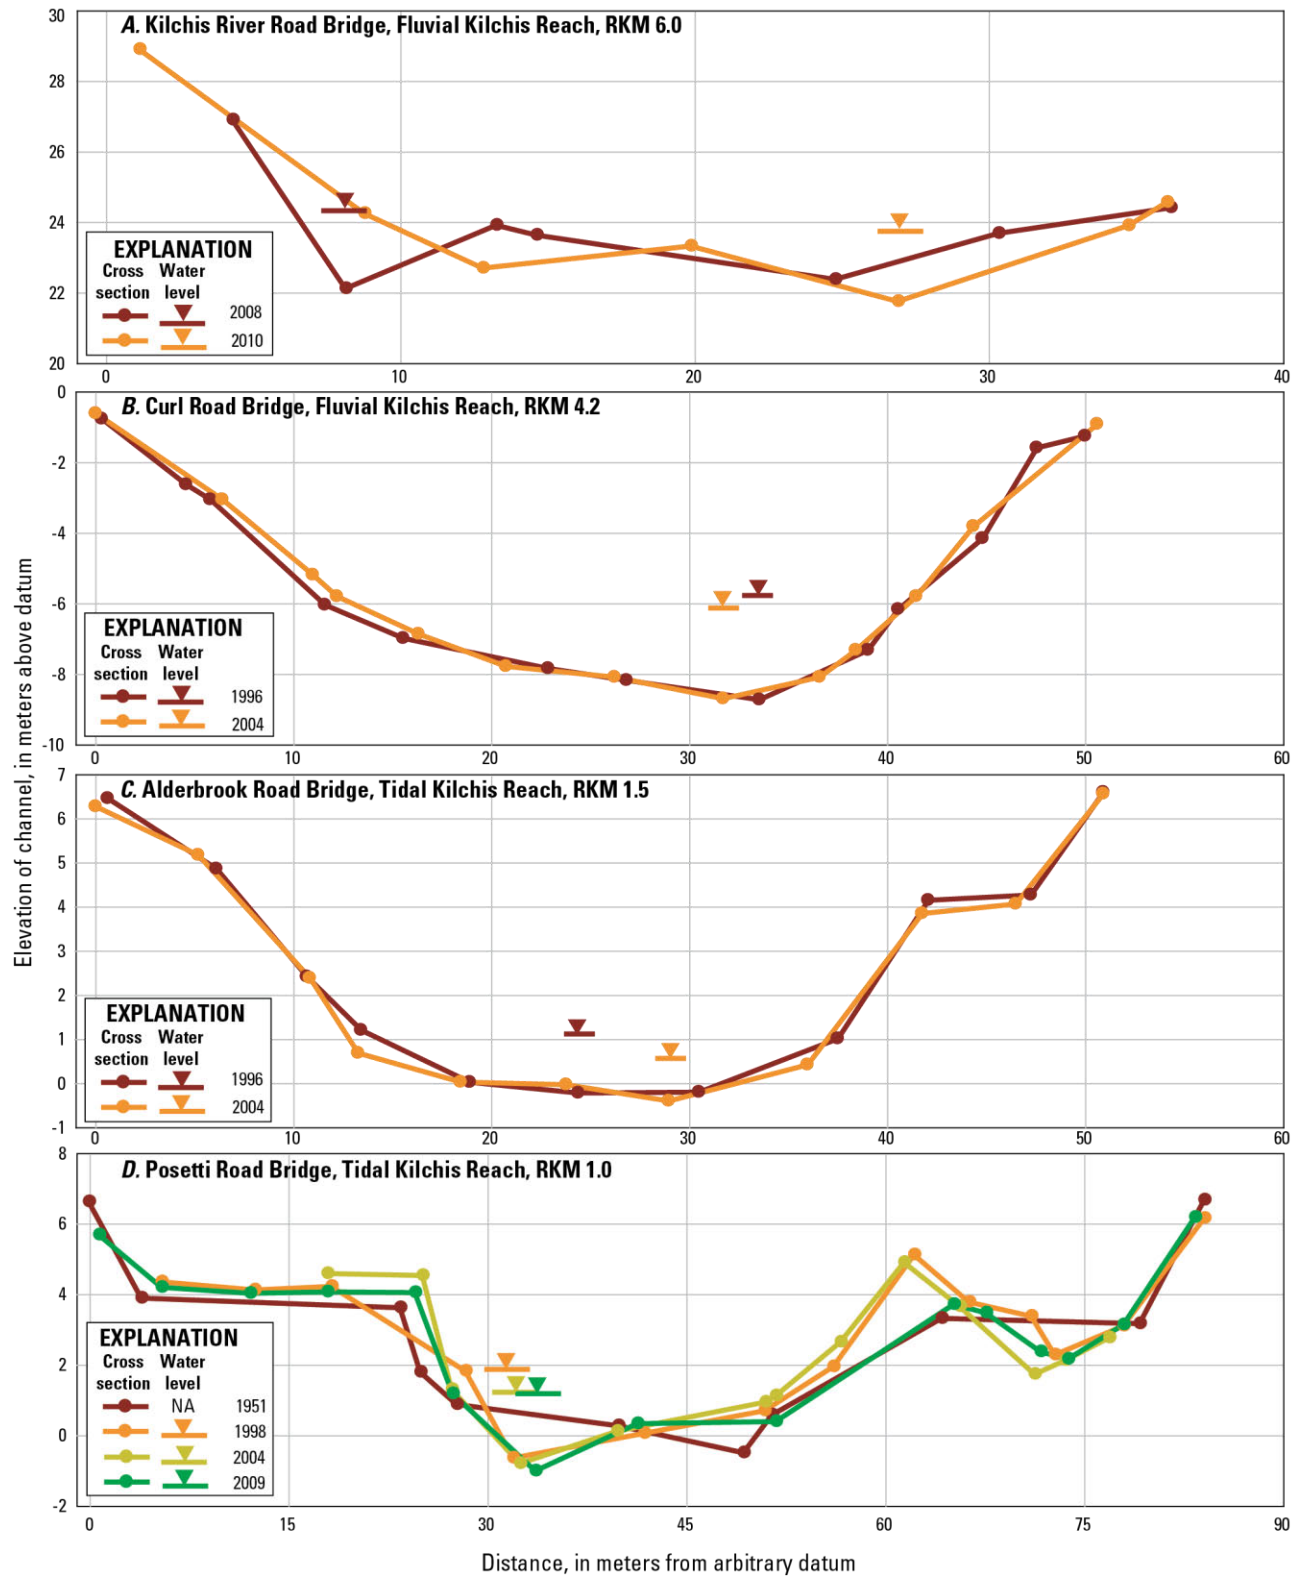 A. Kilchis River Road Bridge, Fluvial Kilchis Reach, RKM 6.0
30
28
26
24
22
20
EXPLANATION
Cross Water
section level
2008
2010
0 10 20 30 40
B. Curl Road Bridge, Fluvial Kilchis Reach, RKM 4.2
0
-2
-4
-6
-8
-10
EXPLANATION
Cross Water
section level
1996
2004
0 10 20 30 40 50 60
Elevation of channel, in meters above datum
C. Alderbrook Road Bridge, Tidal Kilchis Reach, RKM 1.5
7
6
5
4
3
2
1
0
-1
EXPLANATION
Cross Water
section level
1996
2004
0 10 20 30 40 50 60
D. Posetti Road Bridge, Tidal Kilchis Reach, RKM 1.0
8
6
4
2
0
-2
EXPLANATION
Cross Water
section level
NA 1951
1998
2004
2009
0 15 30 45 60 75 90
Distance, in meters from arbitrary datum